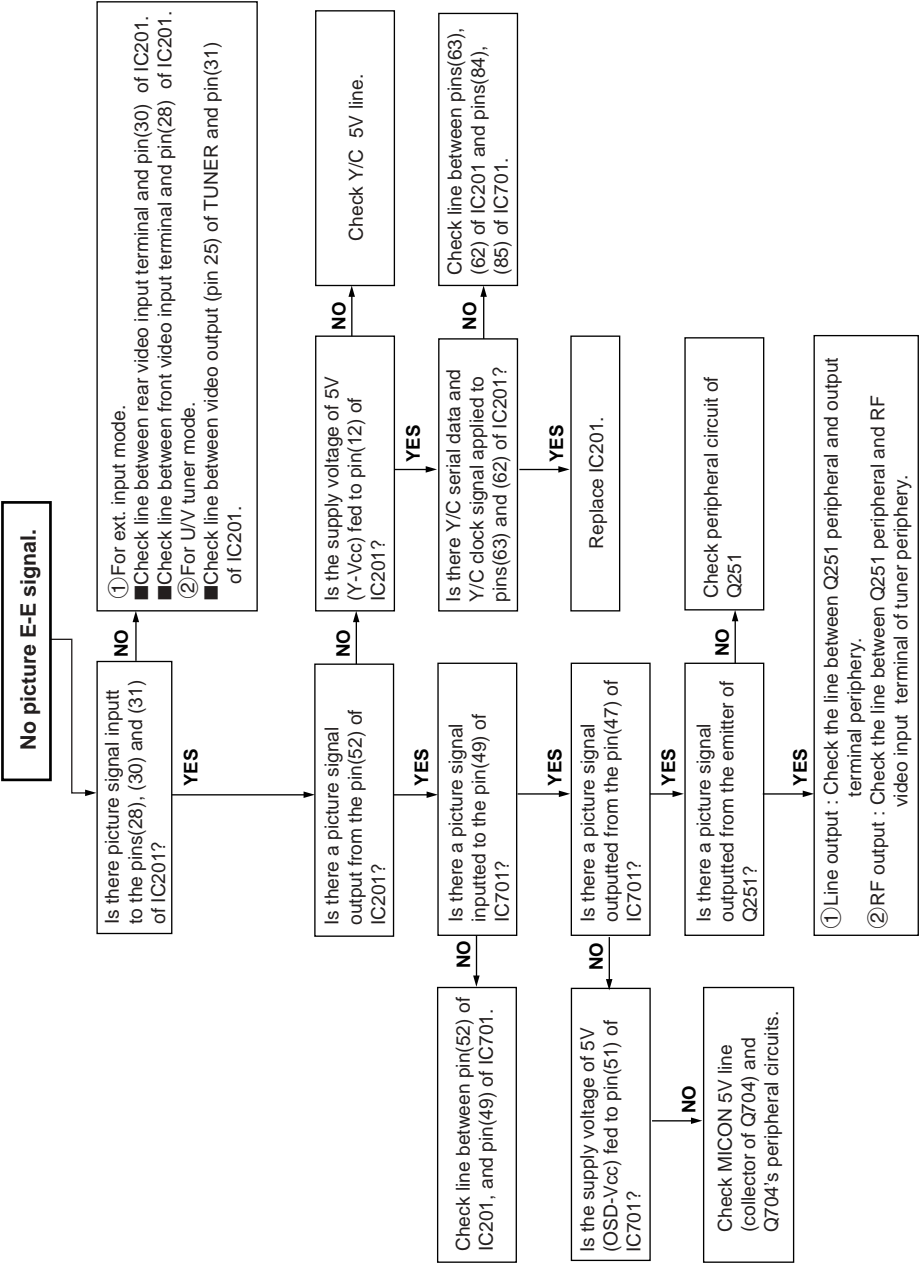 No picture E-E signal.
Is there picture signal inputt
to the pins(28), (30) and (31)
of IC201?
NO
①For ext. input mode.
■Check line between rear video input terminal and pin(30) of IC201.
■Check line between front video input terminal and pin(28) of IC201.
②For U/V tuner mode.
■Check line between video output (pin 25) of TUNER and pin(31)
of IC201.
YES
Is there a picture signal
output from the pin(52) of
IC201?
NO
Is the supply voltage of 5V
(Y-Vcc) fed to pin(12) of
IC201?
NO
Check Y/C 5V line.
YES
YES
Check line between pin(52) of
IC201, and pin(49) of IC701.
NO
Is there a picture signal
inputted to the pin(49) of
IC701?
Is there Y/C serial data and
Y/C clock signal applied to
pins(63) and (62) of IC201?
NO
Check line between pins(63),
(62) of IC201 and pins(84),
(85) of IC701.
YES
YES
Is the supply voltage of 5V
(OSD-Vcc) fed to pin(51) of
IC701?
NO
Is there a picture signal
outputted from the pin(47) of
IC701?
Replace IC201.
NO
YES
Check MICON 5V line
(collector of Q704) and
Q704's peripheral circuits.
Is there a picture signal
outputted from the emitter of
Q251?
NO
Check peripheral circuit of
Q251
YES
①Line output : Check the line between Q251 peripheral and output
terminal periphery.
②RF output : Check the line between Q251 peripheral and RF
video input terminal of tuner periphery.